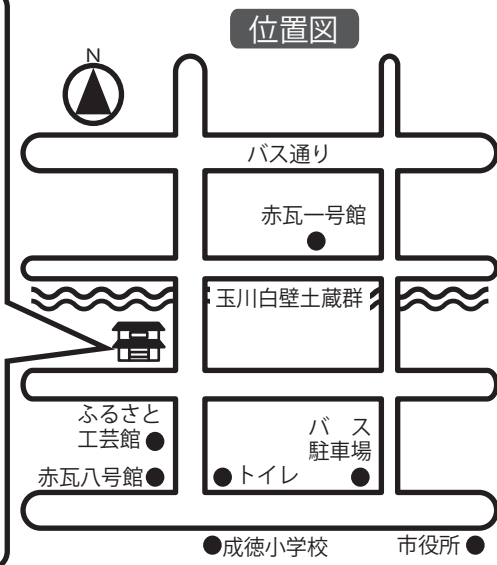 位置図
N
バス通り
赤瓦一号館
玉川白壁土蔵群
ふるさと
工芸館
バス
駐車場
赤瓦八号館
トイレ
成徳小学校
市役所